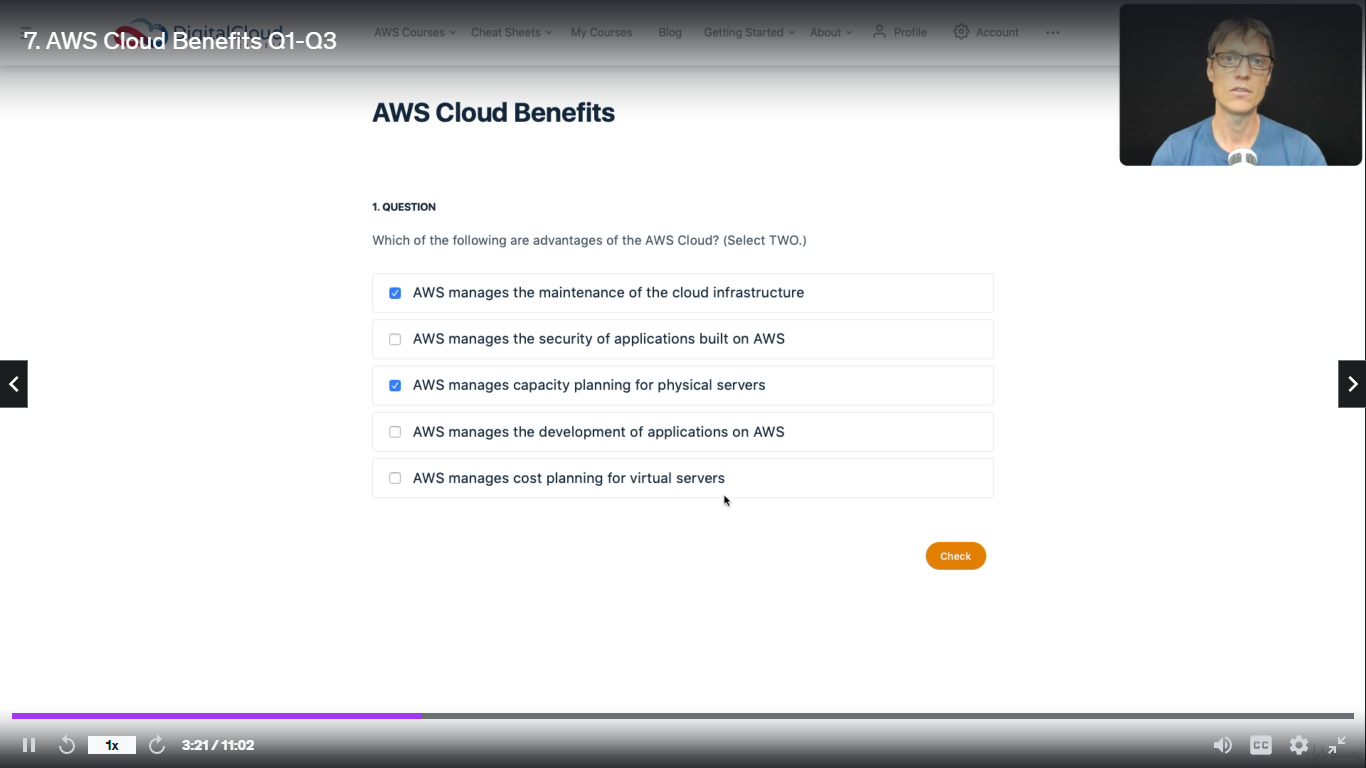 7. AWS Cloud Benefits Q1-Q3
DigitalCloud
AWS Courses Cheat Sheets My Courses Blog Getting Started About Profile Account
AWS Cloud Benefits
1. QUESTION
Which of the following are advantages of the AWS Cloud? (Select TWO.)
AWS manages the maintenance of the cloud infrastructure
AWS manages the security of applications built on AWS
AWS manages capacity planning for physical servers
AWS manages the development of applications on AWS
AWS manages cost planning for virtual servers
Check
1x
3:21 / 11:02
CC